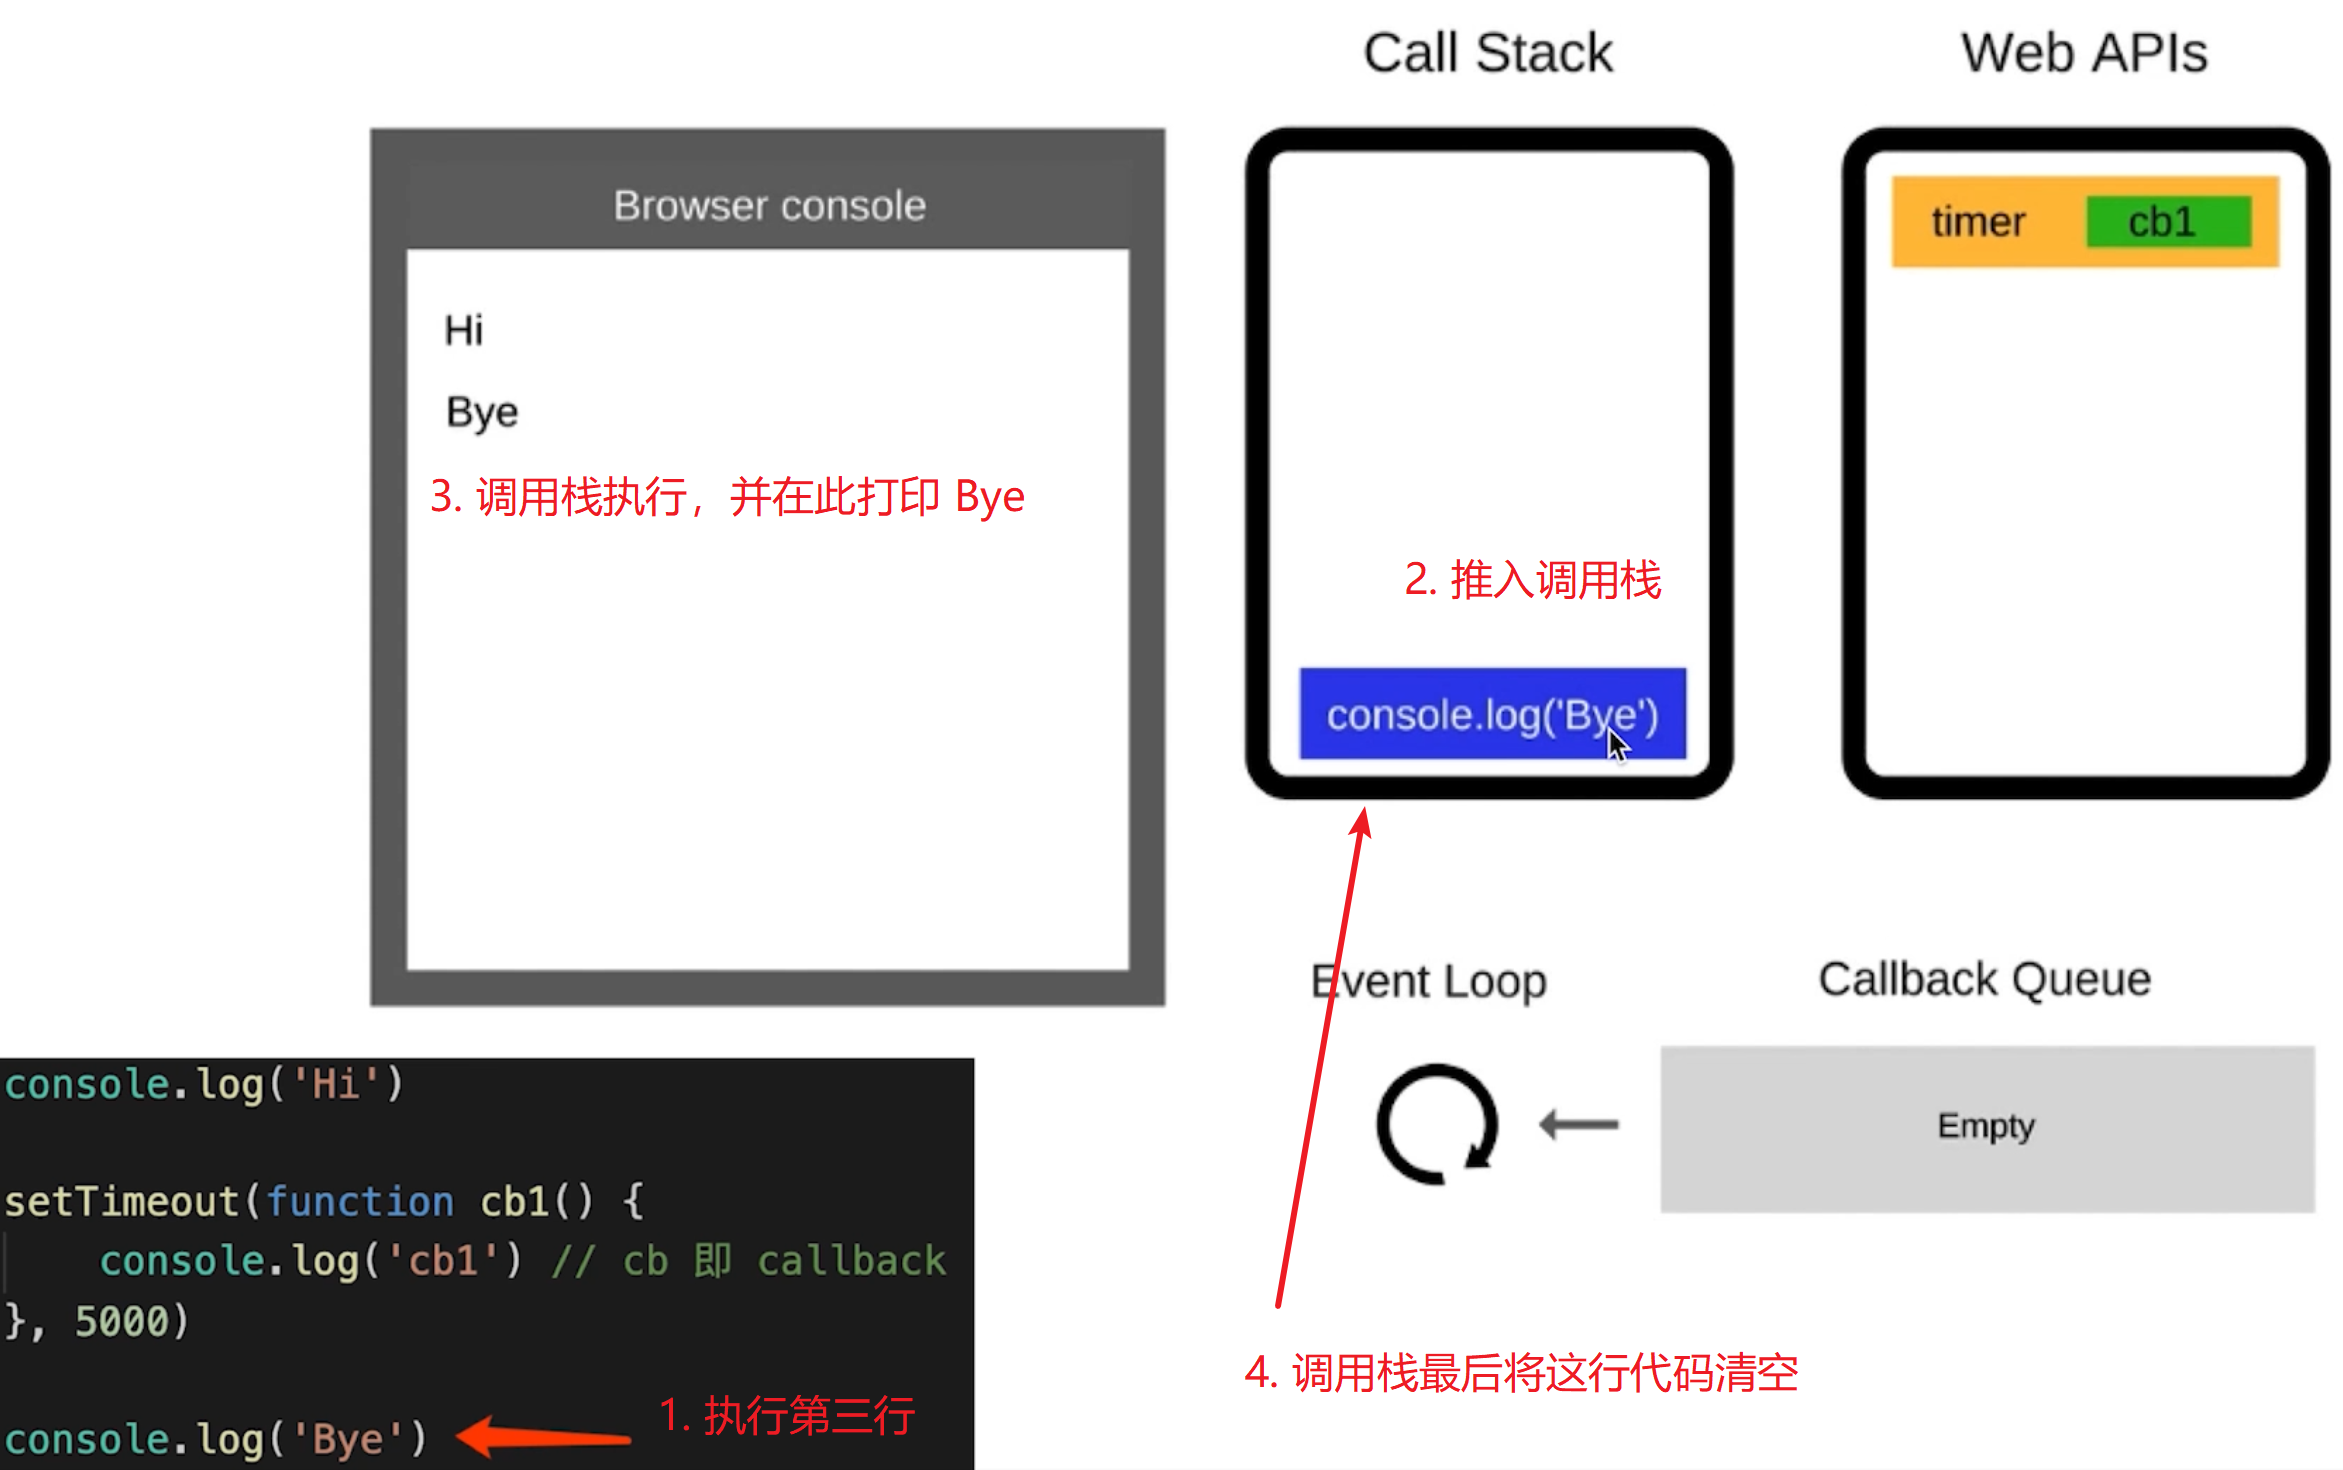 Call Stack
Web APIs
Browser console
Hi
Bye
3. 调用栈执行，并在此打印 Bye
2. 推入调用栈
console.log('Bye')
timer
cb1
Event Loop
Callback Queue
Empty
4. 调用栈最后将这行代码清空
console.log('Hi')
setTimeout(function cb1() {
console.log('cb1') // cb 即 callback
}, 5000)
console.log('Bye')
1. 执行第三行